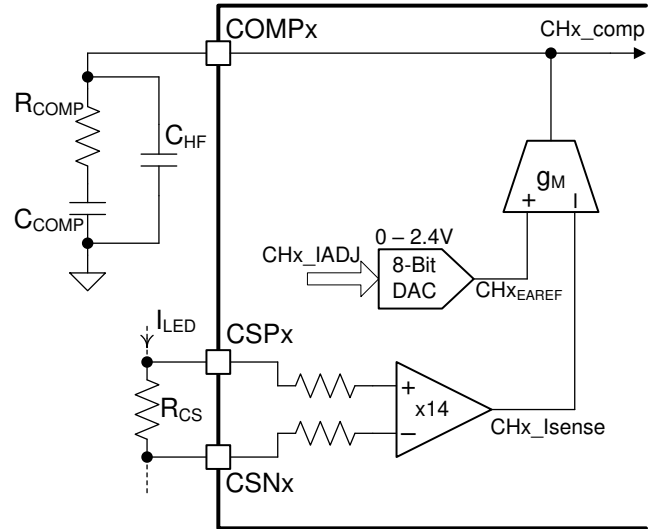 COMPx
CHx_comp
RCOMP
CHF
gM
+ −
CCOMP
0 – 2.4V
CHx_IADJ
8-Bit
DAC
CHxEAREF
ILED
CSPx
+
RCS
x14
−
CHx_Isense
CSNx